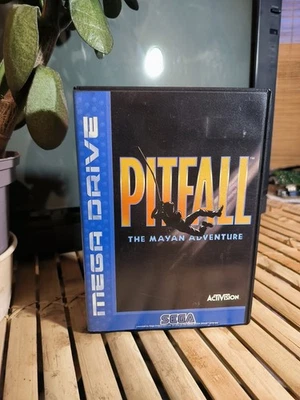 MEGA DRIVE
PITFALL
THE MAYAN ADVENTURE
ACTIVISION
SEGA